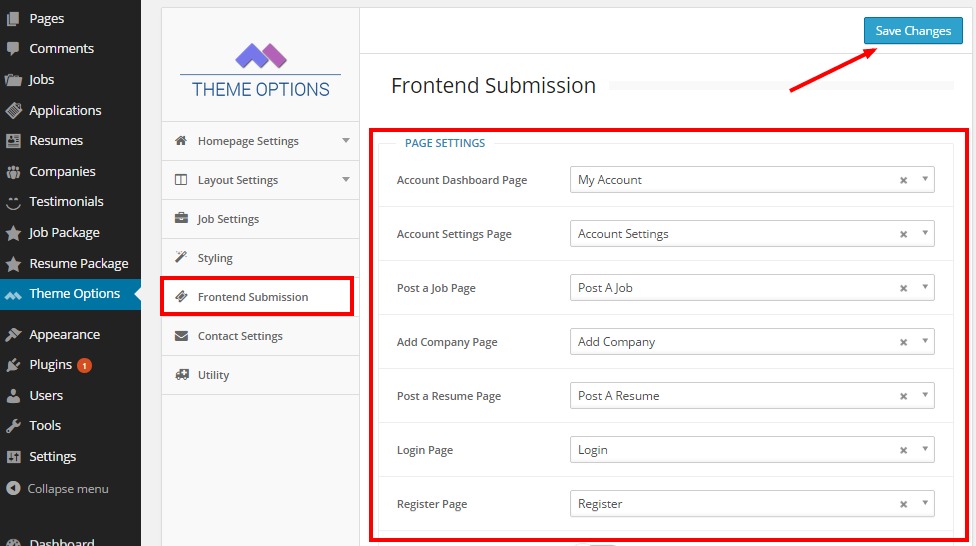 Pages
Comments
Jobs
Applications
Resumes
Companies
Testimonials
Job Package
Resume Package
Theme Options
Appearance
Plugins 1
Users
Tools
Settings
Collapse menu
Dashboard
THEME OPTIONS
Homepage Settings
Layout Settings
Job Settings
Styling
Frontend Submission
Contact Settings
Utility
Save Changes
Frontend Submission
PAGE SETTINGS
Account Dashboard Page My Account
Account Settings Page Account Settings
Post a Job Page Post A Job
Add Company Page Add Company
Post a Resume Page Post A Resume
Login Page Login
Register Page Register